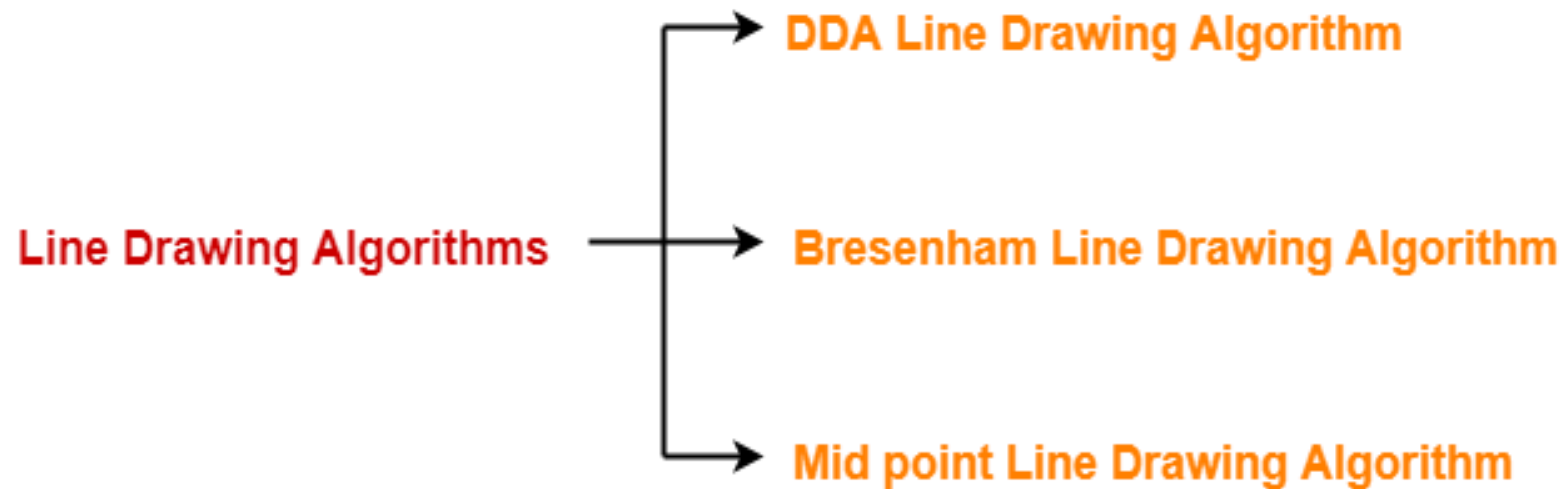 DDA Line Drawing Algorithm
Line Drawing Algorithms
Bresenham Line Drawing Algorithm
Mid point Line Drawing Algorithm